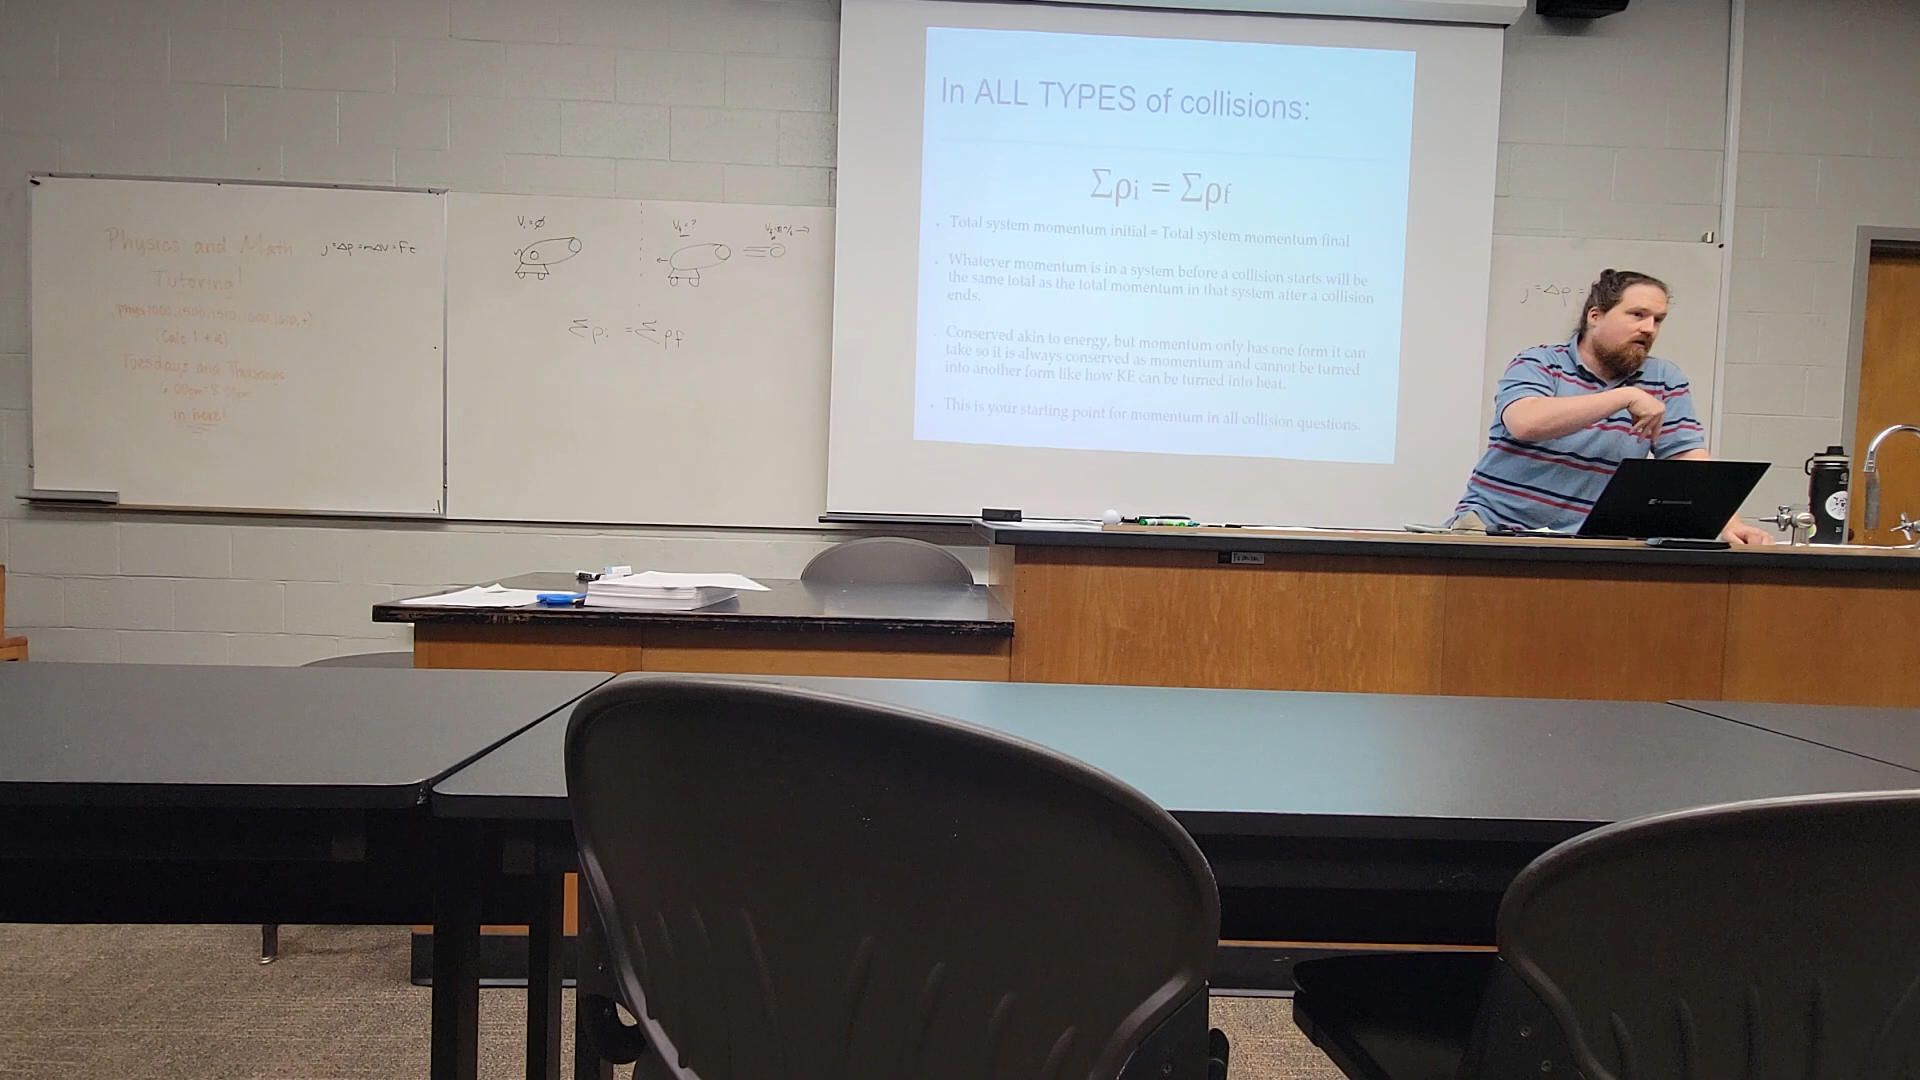 Physics and Math
Tutoring!
(Calc 1 +
Tuesdays and Thursdays
in here!
J = Δp = mΔV = Ft
Vᵢ = ∅
V_f = ?
Σpᵢ = Σp_f
In ALL TYPES of collisions:
Σρi = Σρf
Total system momentum initial = Total system momentum final
Whatever momentum is in a system before a collision starts will be
the same total as the total momentum in that system after a collision
ends.
Conserved akin to energy, but momentum only has one form it can
take so it is always conserved as momentum and cannot be turned
into another form like how KE can be turned into heat.
This is your starting point for momentum in all collision questions.
J = Δp =